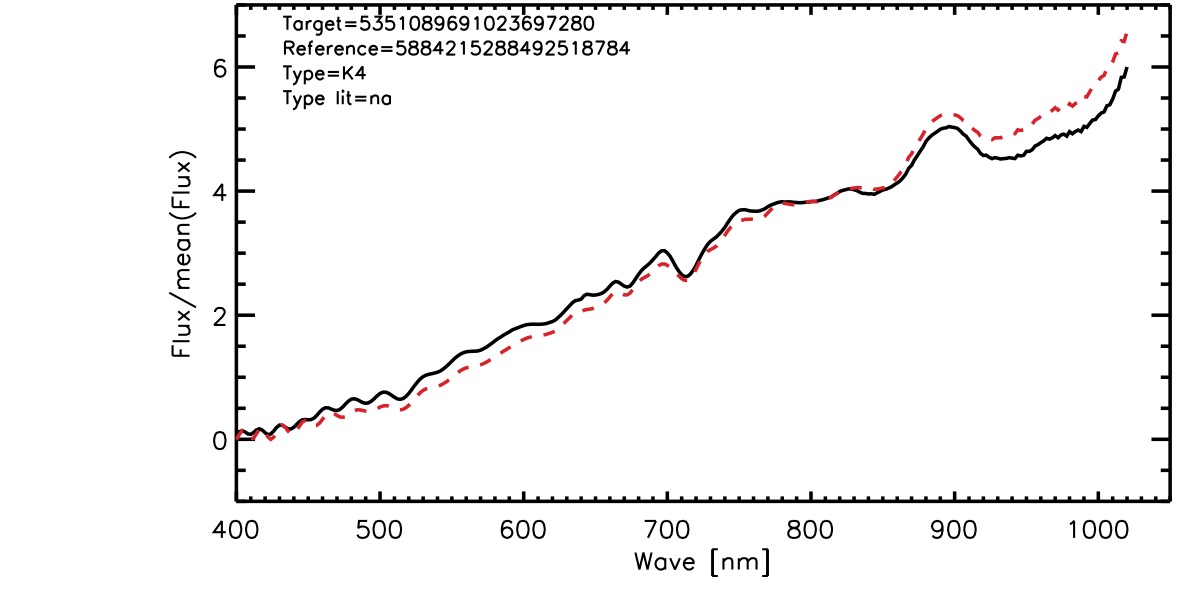 Target=5351089691023697280
Reference=5884215288492518784
Type=K4
Type lit=na
Flux/mean(Flux)
6
4
2
0
400 500 600 700 800 900 1000
Wave [nm]